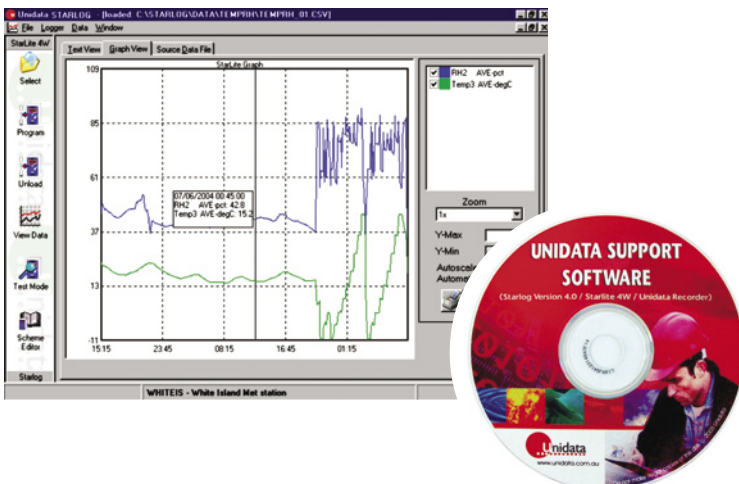 Unidata STARLOG - [loaded C:\STARLOG\DATA\TEMPRH\TEMPRH_01.CSV]
File Logger Data Window
StarLite 4W
Text View Graph View Source Data File
Select
Program
Unload
View Data
Test Mode
Scheme
Editor
Starlog
StarLite Graph
109
85
61
37
13
-11
15:15 23:45 08:15 16:45 01:15
07/06/2004 00:45:00
RH2 AVE-pct: 42.8
Temp3 AVE-degC: 15.2
RH2 AVE-pct
Temp3 AVE-degC
Zoom
1x
Y-Max
Y-Min
WHITEIS - White Island Met station
UNIDATA SUPPORT
SOFTWARE
(Starlog Version 4.0 / Starlite 4W / Unidata Recorder)
Unidata
www.unidata.com.au